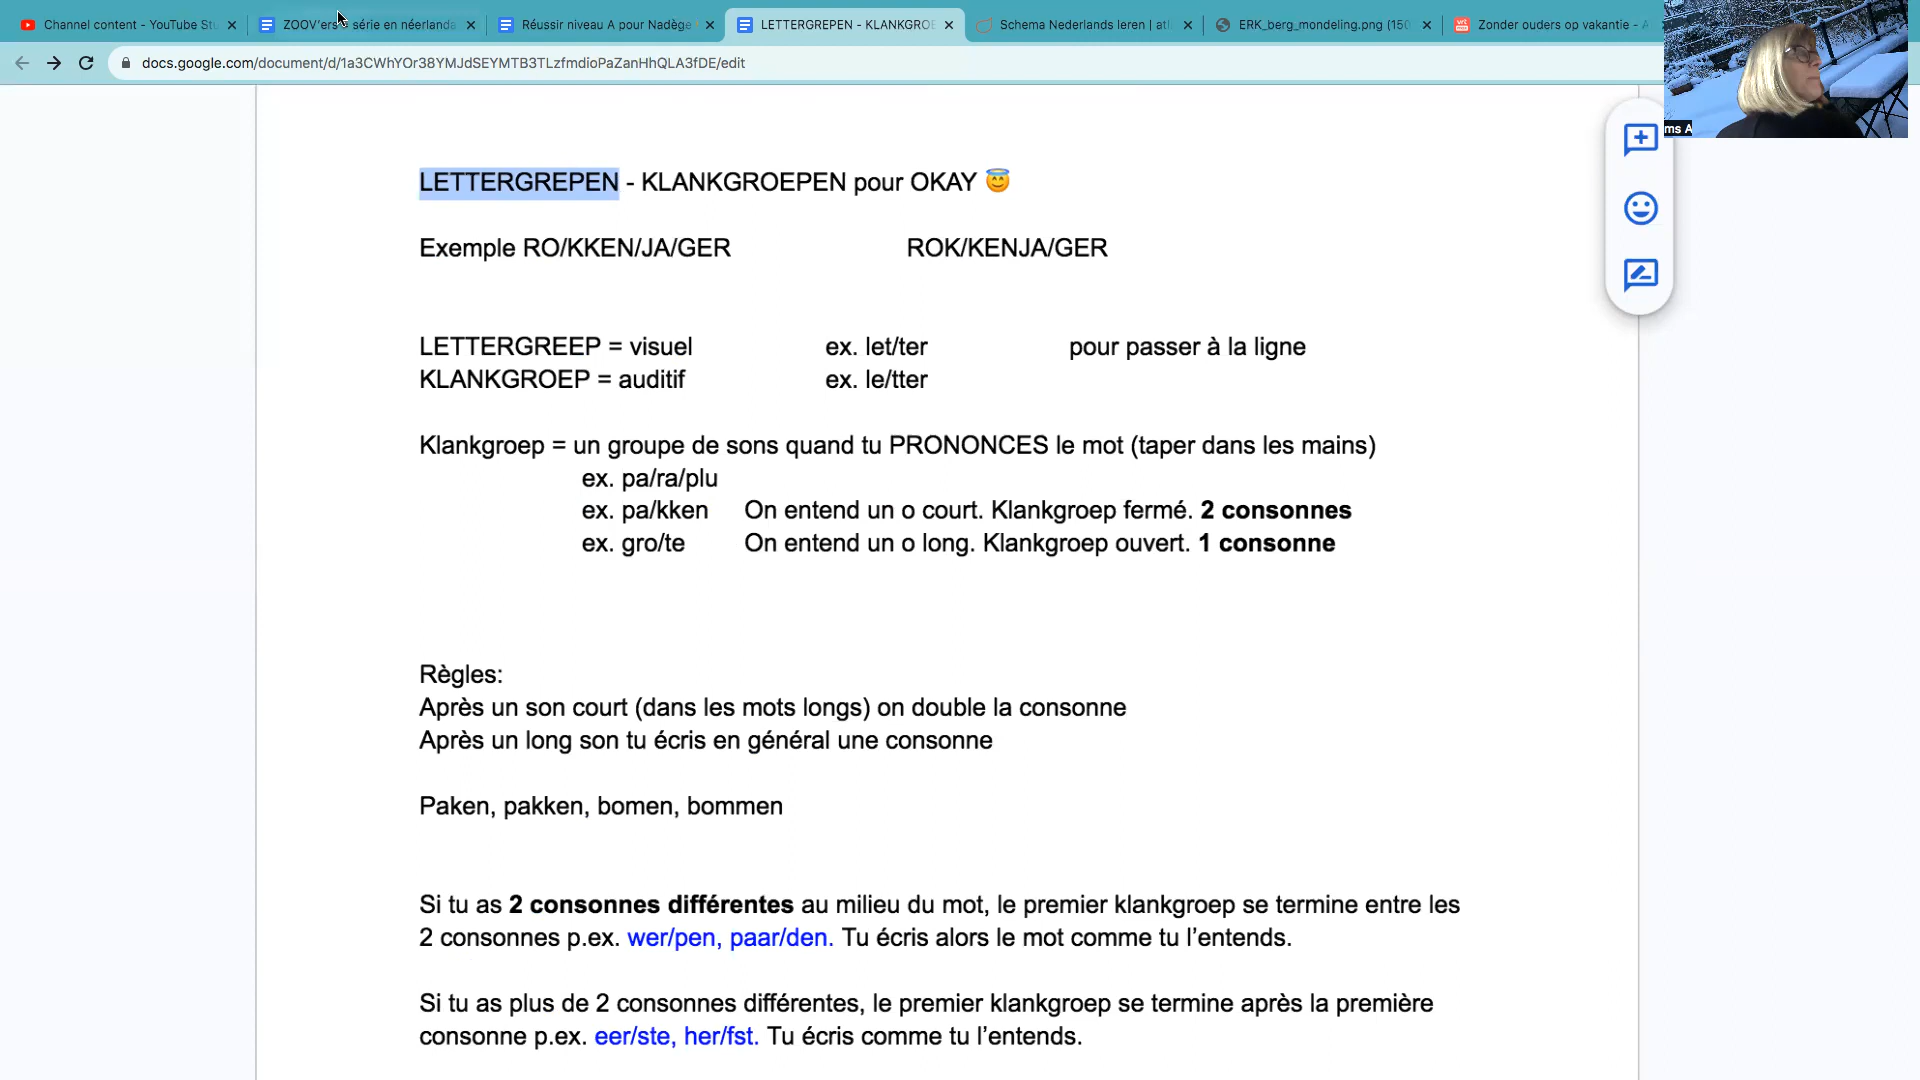 Channel content - YouTube Stu
ZOOV'ers série en néerlanda
Réussir niveau A pour Nadège
LETTERGREPEN - KLANKGROE
Schema Nederlands leren | atl
ERK_berg_mondeling.png (150
Zonder ouders op vakantie - A
docs.google.com/document/d/1a3CWhYOr38YMJdSEYMTB3TLzfmdioPaZanHhQLA3fDE/edit
ms A
LETTERGREPEN - KLANKGROEPEN pour OKAY 😇
Exemple RO/KKEN/JA/GER ROK/KENJA/GER
LETTERGREEP = visuel ex. let/ter pour passer à la ligne
KLANKGROEP = auditif ex. le/tter
Klankgroep = un groupe de sons quand tu PRONONCES le mot (taper dans les mains)
ex. pa/ra/plu
ex. pa/kken On entend un o court. Klankgroep fermé. 2 consonnes
ex. gro/te On entend un o long. Klankgroep ouvert. 1 consonne
Règles:
Après un son court (dans les mots longs) on double la consonne
Après un long son tu écris en général une consonne
Paken, pakken, bomen, bommen
Si tu as 2 consonnes différentes au milieu du mot, le premier klankgroep se termine entre les
2 consonnes p.ex. wer/pen, paar/den. Tu écris alors le mot comme tu l'entends.
Si tu as plus de 2 consonnes différentes, le premier klankgroep se termine après la première
consonne p.ex. eer/ste, her/fst. Tu écris comme tu l'entends.